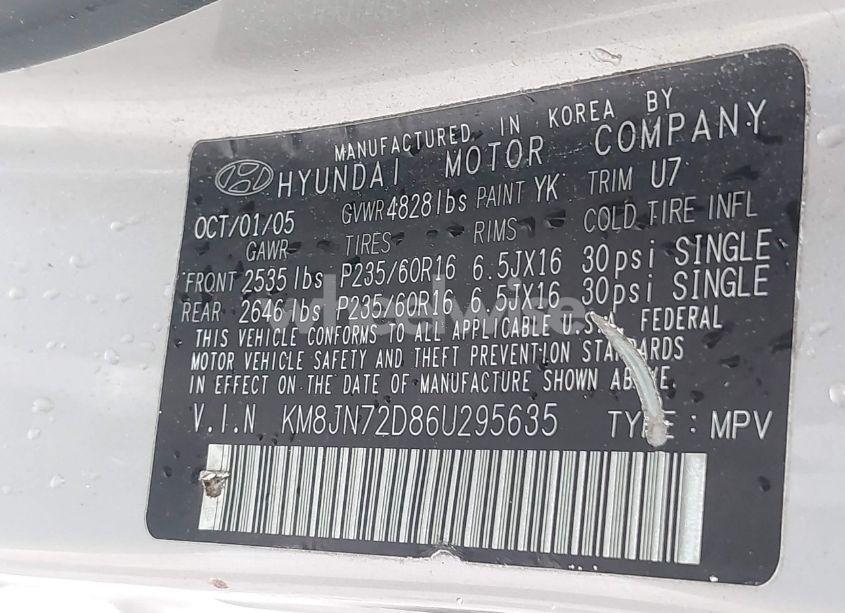 MANUFACTURED IN KOREA BY
HYUNDAI MOTOR COMPANY
OCT/01/05 GVWR 4828lbs PAINT YK TRIM U7
GAWR TIRES RIMS COLD TIRE INFL
FRONT 2535 lbs P235/60R16 6.5JX16 30psi SINGLE
REAR 2646 lbs P235/60R16 6.5JX16 30psi SINGLE
wheelwise
THIS VEHICLE CONFORMS TO ALL APPLICABLE U.S.A. FEDERAL
MOTOR VEHICLE SAFETY AND THEFT PREVENTION STANDARDS
IN EFFECT ON THE DATE OF MANUFACTURE SHOWN ABOVE.
V.I.N KM8JN72D86U295635 TYPE : MPV